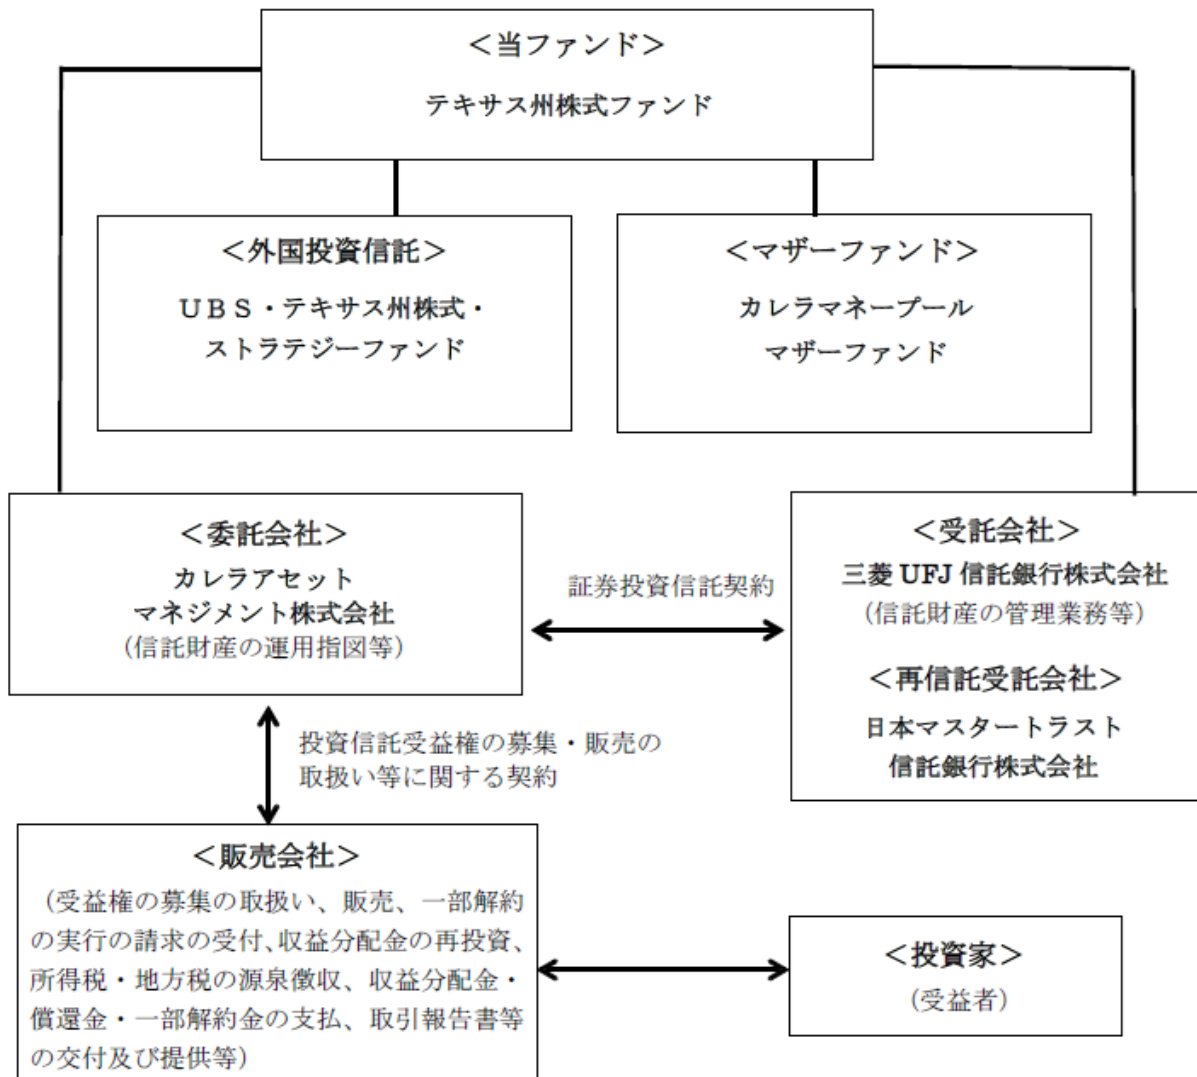 ＜当ファンド＞
テキサス州株式ファンド
＜外国投資信託＞
ＵＢＳ・テキサス州株式・
ストラテジーファンド
＜マザーファンド＞
カレラマネープール
マザーファンド
＜委託会社＞
カレラアセット
マネジメント株式会社
（信託財産の運用指図等）
証券投資信託契約
＜受託会社＞
三菱 UFJ 信託銀行株式会社
（信託財産の管理業務等）
＜再信託受託会社＞
日本マスタートラスト
信託銀行株式会社
投資信託受益権の募集・販売の
取扱い等に関する契約
＜販売会社＞
（受益権の募集の取扱い、販売、一部解約
の実行の請求の受付、収益分配金の再投資、
所得税・地方税の源泉徴収、収益分配金・
償還金・一部解約金の支払、取引報告書等
の交付及び提供等）
＜投資家＞
（受益者）